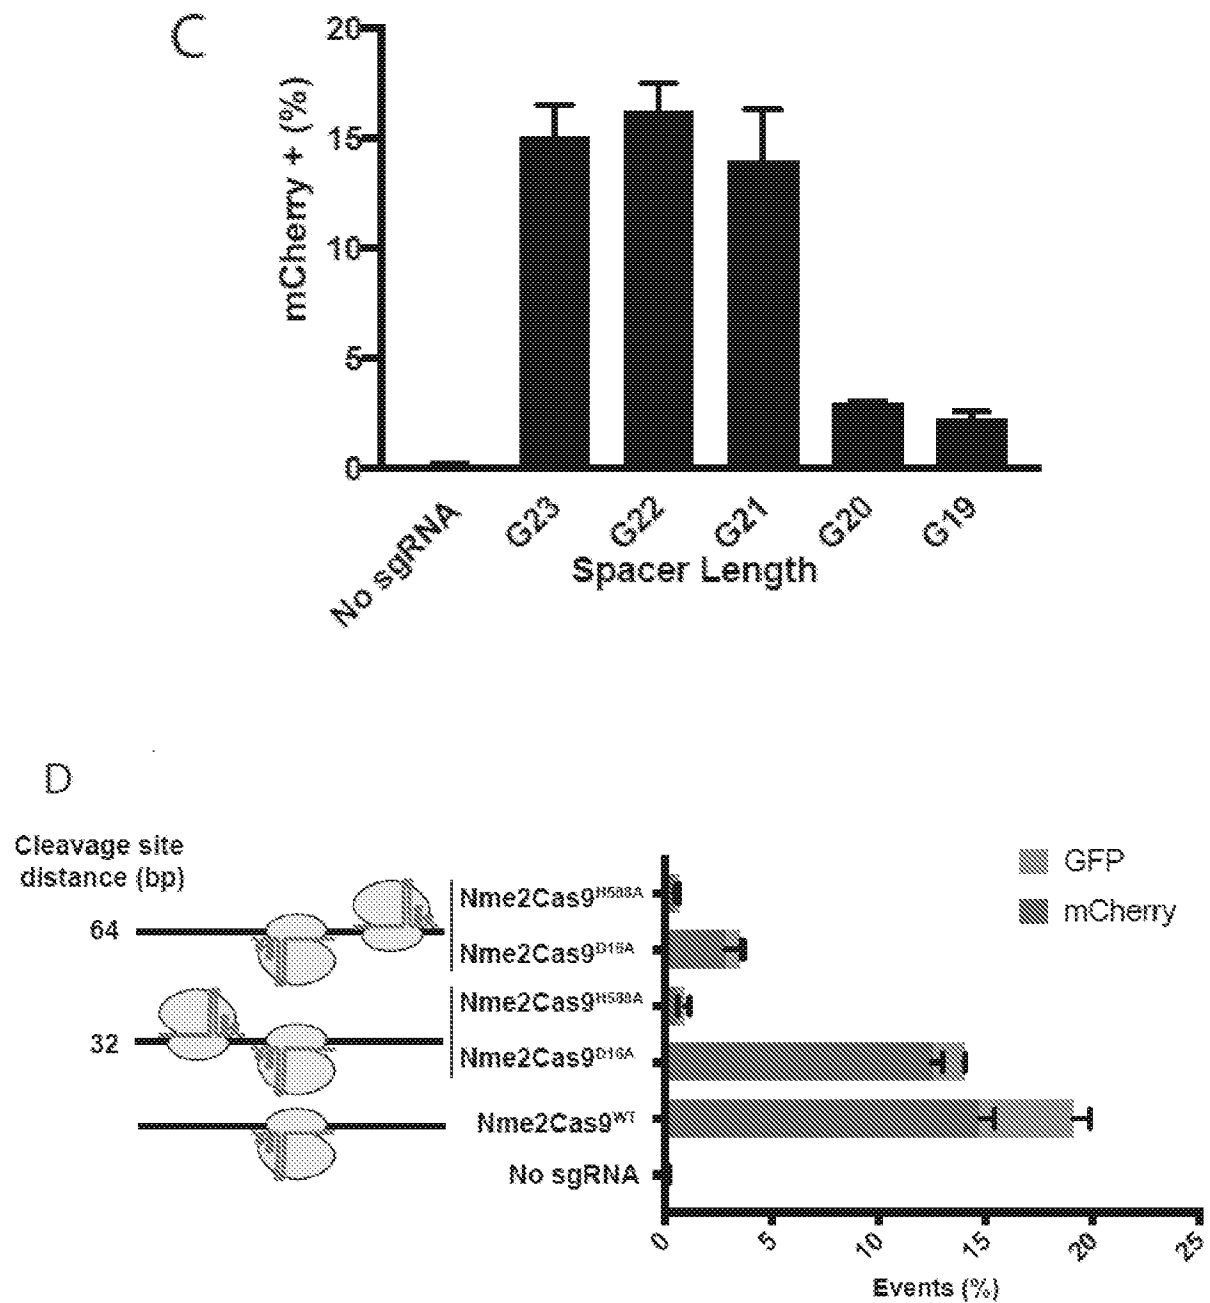 C
mCherry + (%)
20
15
10
5
0
No sgRNA
G23
G22
G21
G20
G19
Spacer Length
D
Cleavage site
distance (bp)
64
32
Nme2Cas9H588A
Nme2Cas9D16A
Nme2Cas9H588A
Nme2Cas9D16A
Nme2Cas9WT
No sgRNA
GFP
mCherry
0
5
10
15
20
25
Events (%)